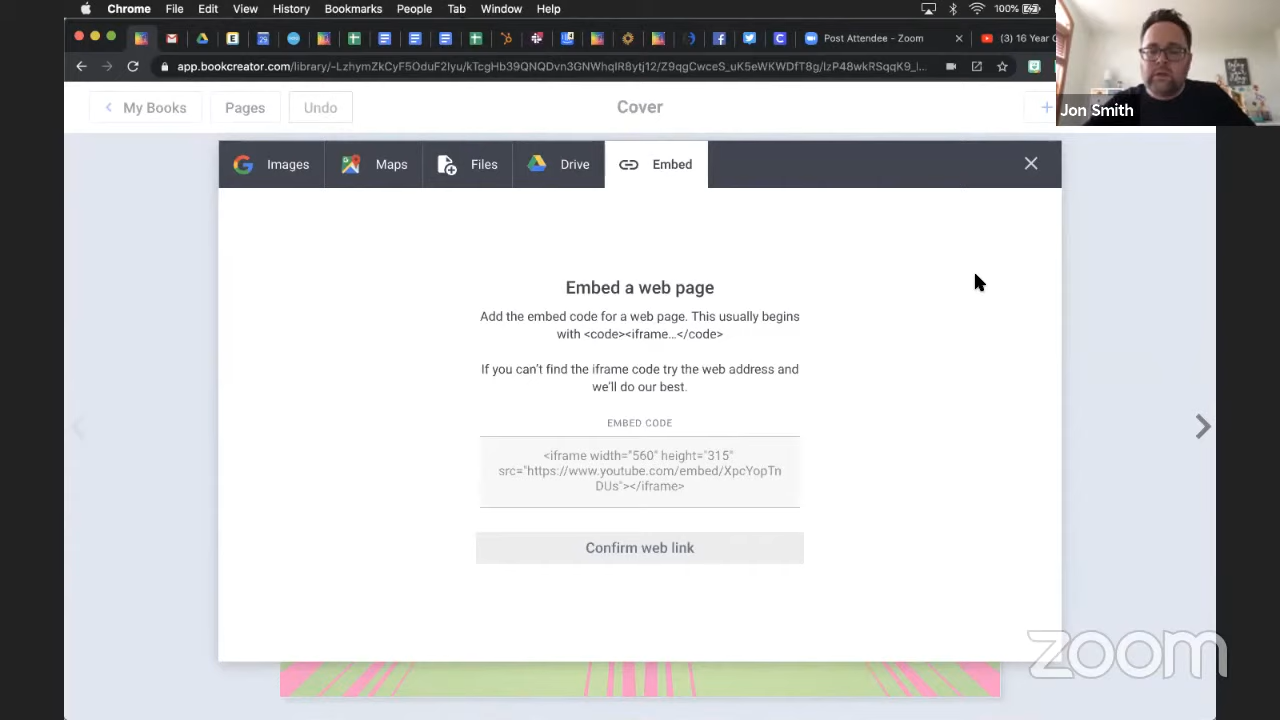 Chrome File Edit View History Bookmarks People Tab Window Help 100%
Post Attendee - Zoom (3) 16 Year
app.bookcreator.com/library/-LzhymZkCyF5OduF2Iyu/kTcgHb39QNQDvn3GNWhqIR8ytj12/Z9qgCwceS_uK5eWKWDfT8g/IzP48wkRSqqK9_l...
My Books Pages Undo Cover +
Jon Smith
Images Maps Files Drive Embed
Embed a web page
Add the embed code for a web page. This usually begins
with <code><iframe...</code>
If you can't find the iframe code try the web address and
we'll do our best.
EMBED CODE
<iframe width="560" height="315"
src="https://www.youtube.com/embed/XpcYopTn
DUs"></iframe>
Confirm web link
zoom